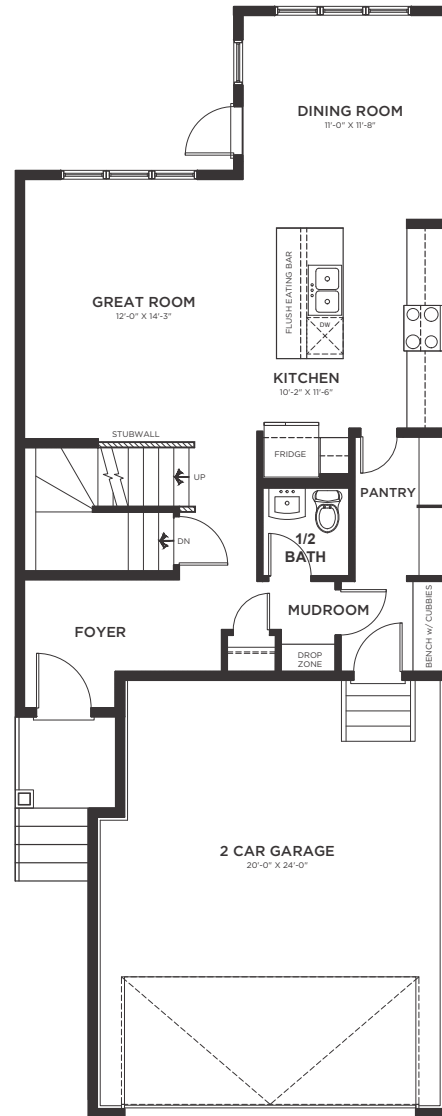 DINING ROOM
11'-0" X 11'-8"
GREAT ROOM
12'-0" X 14'-3"
FLUSH EATING BAR
DW
KITCHEN
10'-2" X 11'-6"
STUBWALL
FRIDGE
UP
PANTRY
DN
1/2
BATH
FOYER
MUDROOM
BENCH w/ CUBBIES
DROP
ZONE
2 CAR GARAGE
20'-0" X 24'-0"